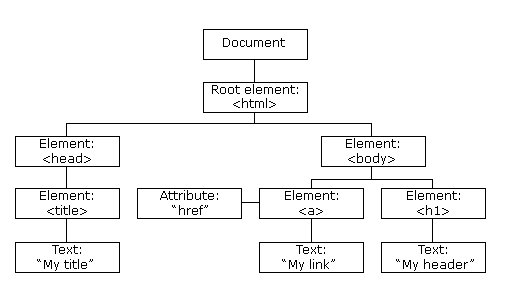 Document
Root element:
<html>
Element:
<head>
Element:
<body>
Element:
<title>
Attribute:
“href”
Element:
<a>
Element:
<h1>
Text:
“My title”
Text:
“My link”
Text:
“My header”